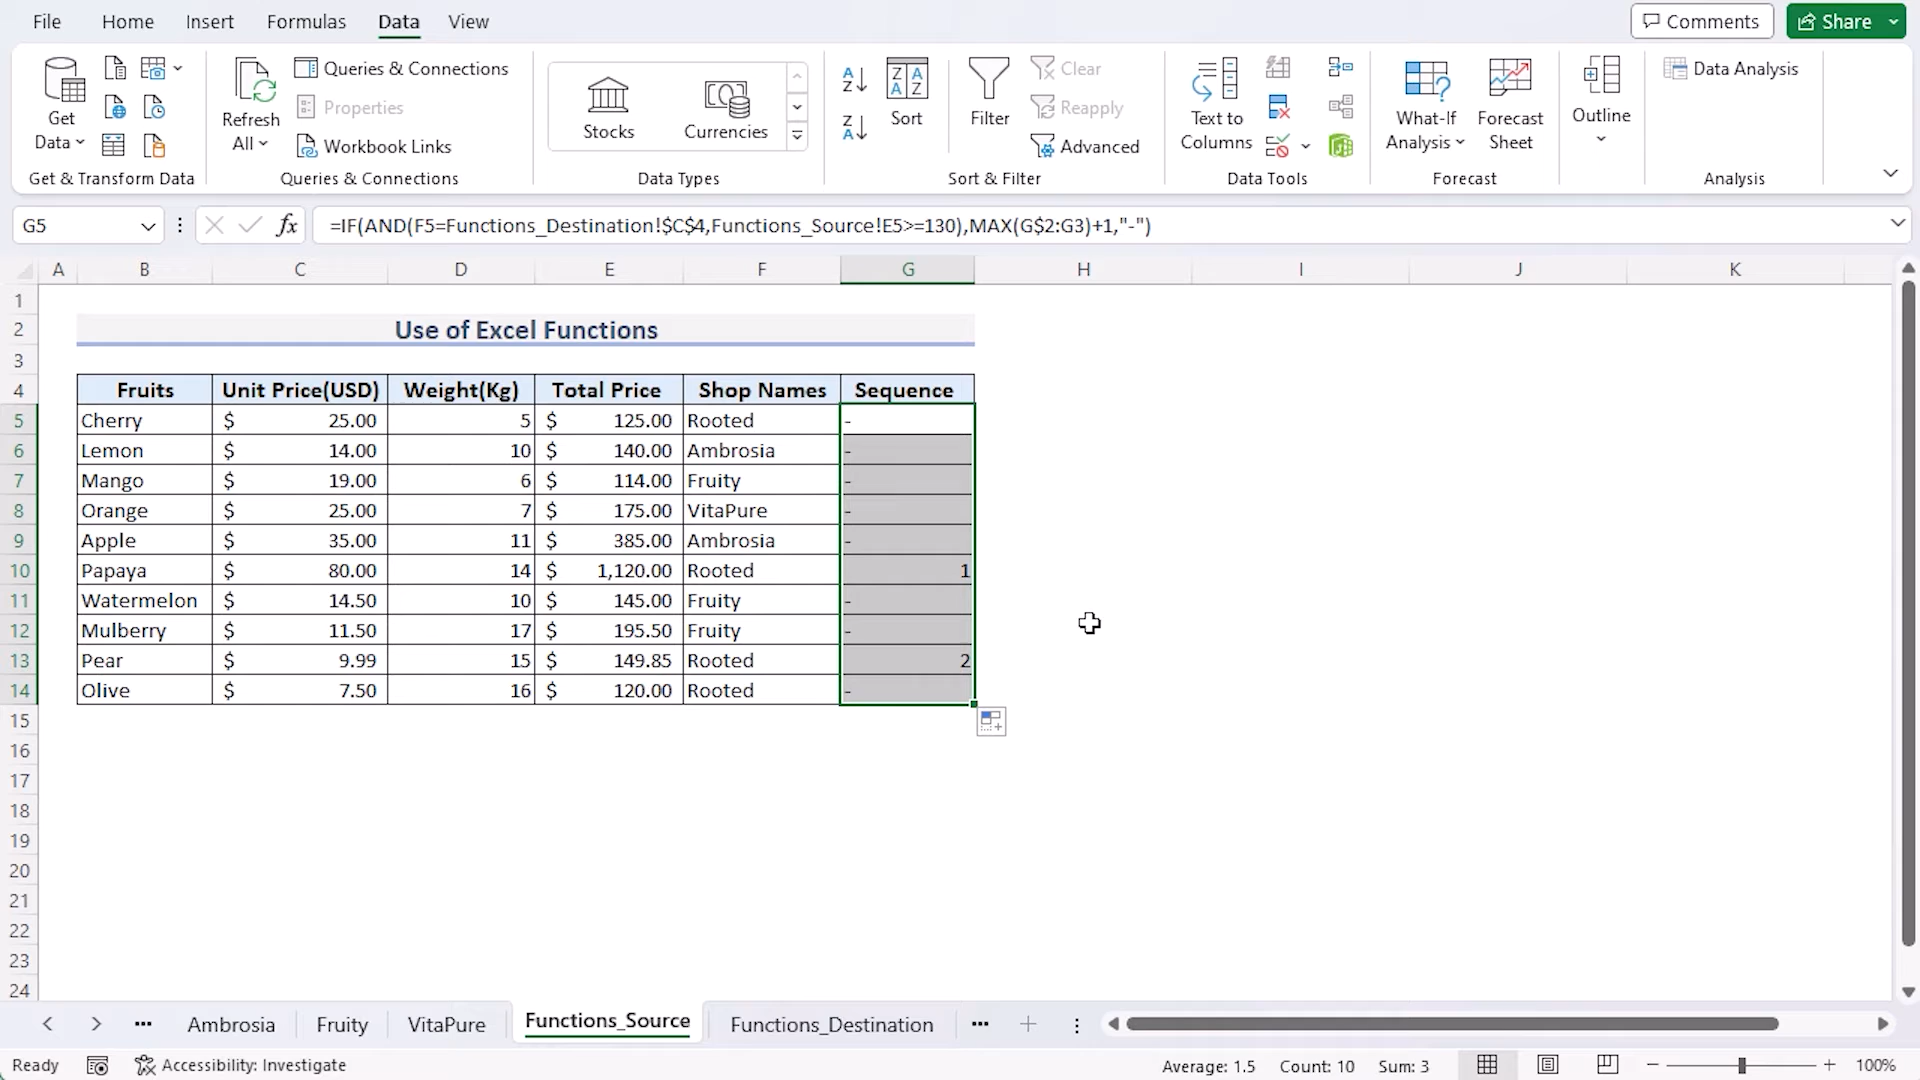 File Home Insert Formulas Data View Comments Share
Get Data
Refresh All
Queries & Connections
Properties
Workbook Links
Stocks
Currencies
Sort
Filter
Clear
Reapply
Advanced
Text to Columns
What-If Analysis
Forecast Sheet
Outline
Data Analysis
Get & Transform Data Queries & Connections Data Types Sort & Filter Data Tools Forecast Analysis
G5 fx =IF(AND(F5=Functions_Destination!$C$4,Functions_Source!E5>=130),MAX(G$2:G3)+1,"-")
A B C D E F G H I J K
1
2 Use of Excel Functions
3
4 Fruits Unit Price(USD) Weight(Kg) Total Price Shop Names Sequence
5 Cherry $ 25.00 5 $ 125.00 Rooted -
6 Lemon $ 14.00 10 $ 140.00 Ambrosia -
7 Mango $ 19.00 6 $ 114.00 Fruity -
8 Orange $ 25.00 7 $ 175.00 VitaPure -
9 Apple $ 35.00 11 $ 385.00 Ambrosia -
10 Papaya $ 80.00 14 $ 1,120.00 Rooted 1
11 Watermelon $ 14.50 10 $ 145.00 Fruity -
12 Mulberry $ 11.50 17 $ 195.50 Fruity -
13 Pear $ 9.99 15 $ 149.85 Rooted 2
14 Olive $ 7.50 16 $ 120.00 Rooted -
15
16
17
18
19
20
21
22
23
24
Ambrosia Fruity VitaPure Functions_Source Functions_Destination
Ready Accessibility: Investigate Average: 1.5 Count: 10 Sum: 3 100%